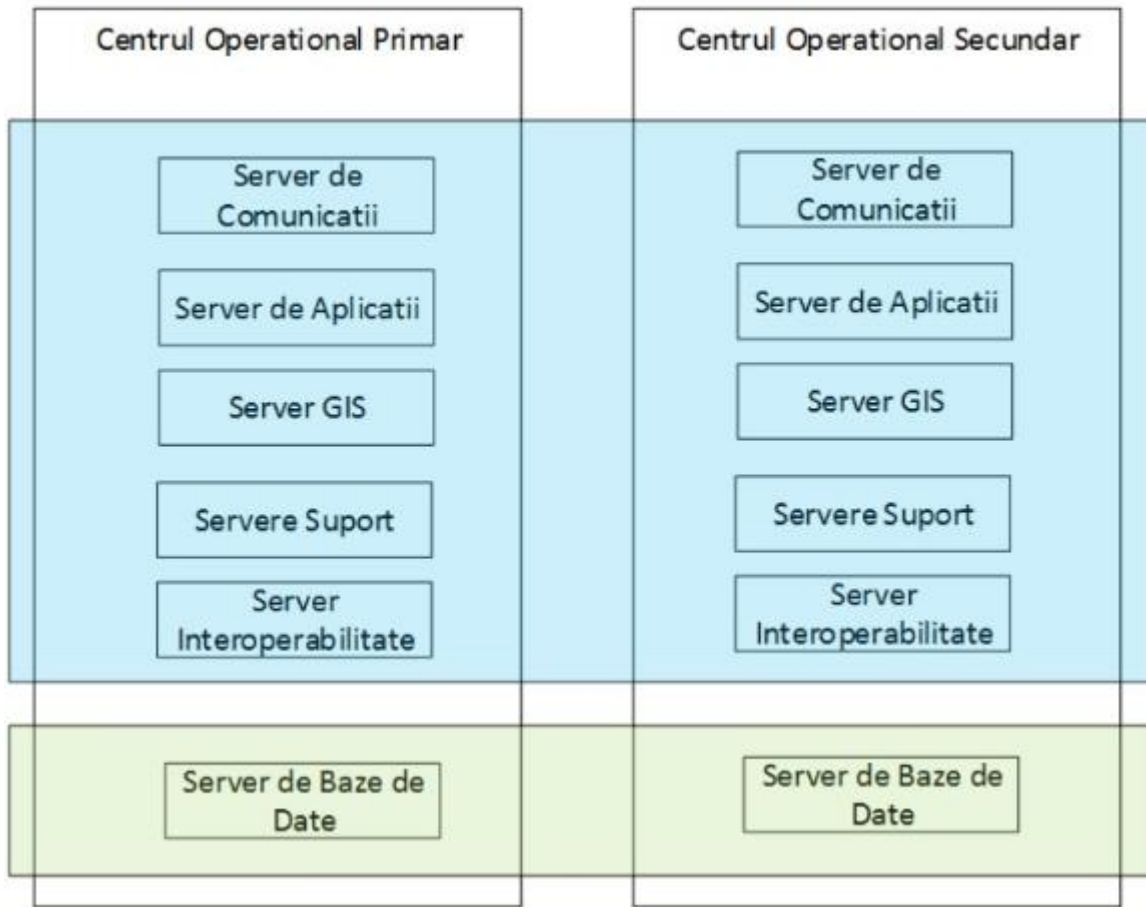 Centrul Operational Primar
Server de
Comunicatii
Server de Aplicatii
Server GIS
Servere Suport
Server
Interoperabilitate
Server de Baze de
Date
Centrul Operational Secundar
Server de
Comunicatii
Server de Aplicatii
Server GIS
Servere Suport
Server
Interoperabilitate
Server de Baze de
Date